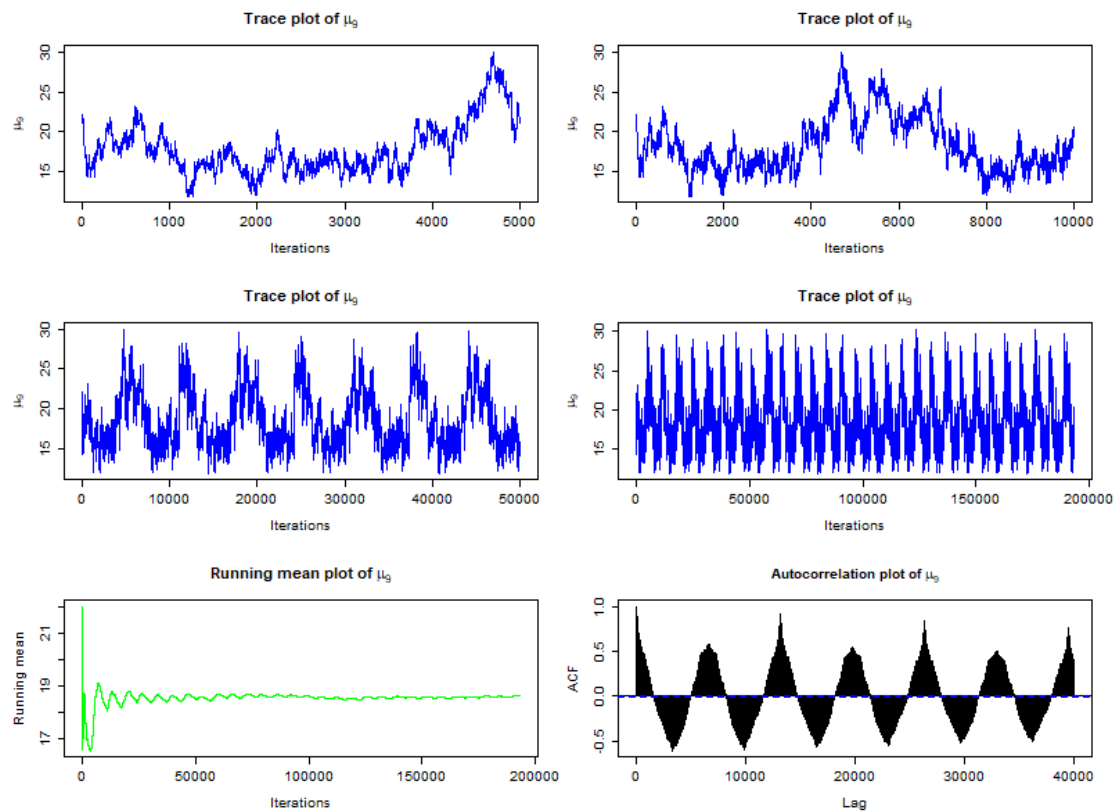 Trace plot of μ9
μ9
30
25
20
15
0 1000 2000 3000 4000 5000
Iterations
Trace plot of μ9
μ9
30
25
20
15
0 2000 4000 6000 8000 10000
Iterations
Trace plot of μ9
μ9
30
25
20
15
0 10000 20000 30000 40000 50000
Iterations
Trace plot of μ9
μ9
30
25
20
15
0 50000 100000 150000 200000
Iterations
Running mean plot of μ9
Running mean
21
19
17
0 50000 100000 150000 200000
Iterations
Autocorrelation plot of μ9
ACF
1.0
0.5
0.0
-0.5
0 10000 20000 30000 40000
Lag